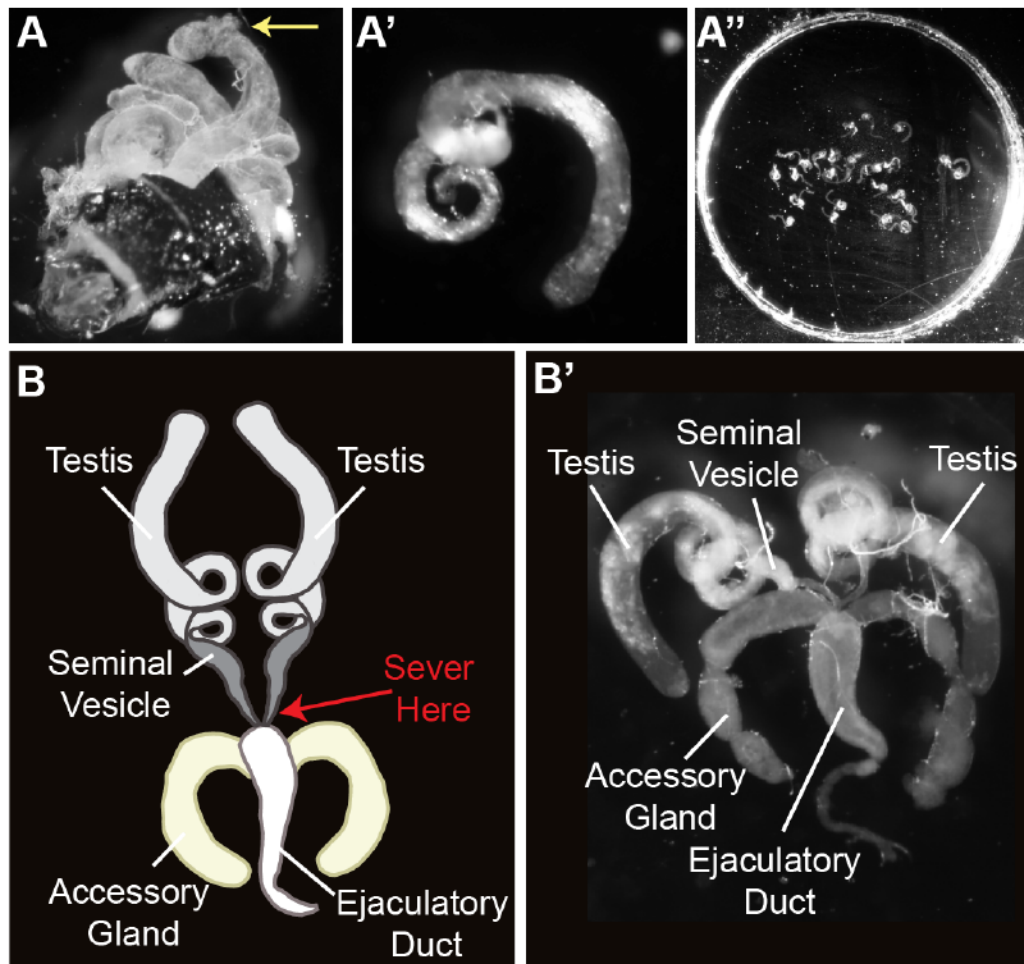 A
A'
A"
B
Testis
Testis
Seminal
Vesicle
Sever
Here
Accessory
Gland
Ejaculatory
Duct
B'
Seminal
Vesicle
Testis
Testis
Accessory
Gland
Ejaculatory
Duct